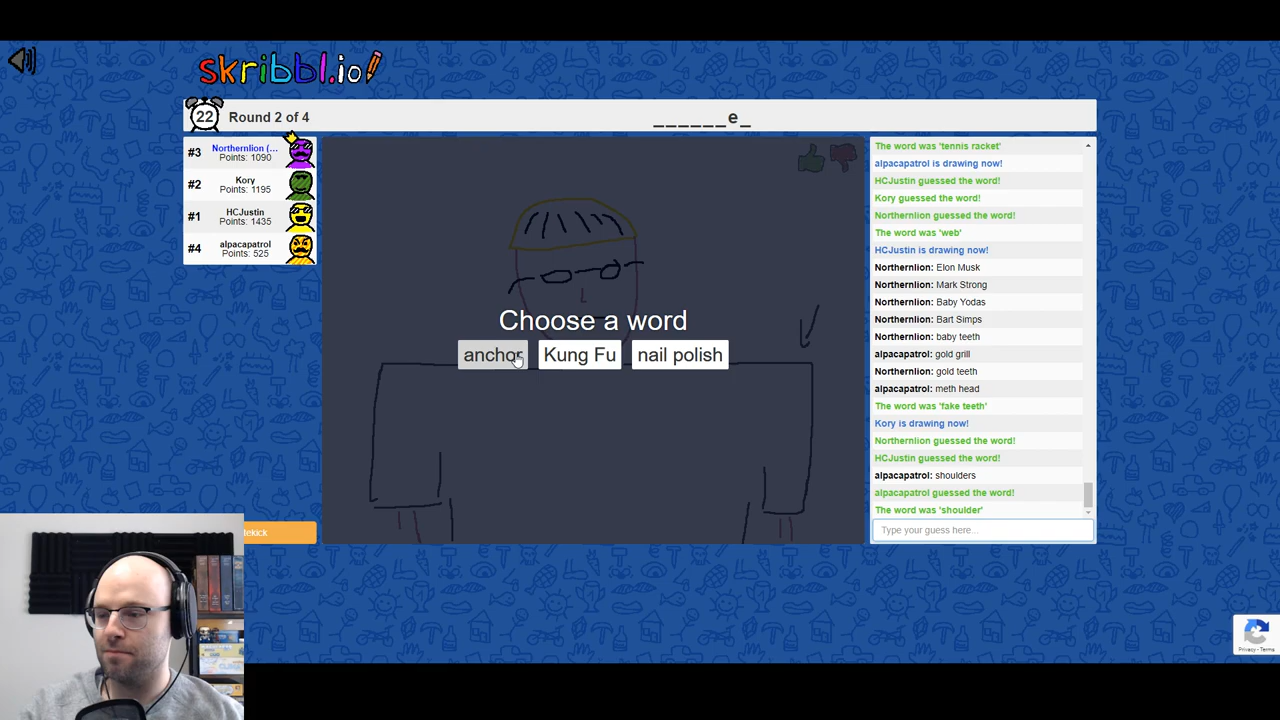 skribbl.io
22
Round 2 of 4
______e_
#3
Northernlion (...
Points: 1090
#2
Kory
Points: 1195
#1
HCJustin
Points: 1435
#4
alpacapatrol
Points: 525
Choose a word
anchor
Kung Fu
nail polish
The word was 'tennis racket'
alpacapatrol is drawing now!
HCJustin guessed the word!
Kory guessed the word!
Northernlion guessed the word!
The word was 'web'
HCJustin is drawing now!
Northernlion: Elon Musk
Northernlion: Mark Strong
Northernlion: Baby Yodas
Northernlion: Bart Simps
Northernlion: baby teeth
alpacapatrol: gold grill
Northernlion: gold teeth
alpacapatrol: meth head
The word was 'fake teeth'
Kory is drawing now!
Northernlion guessed the word!
HCJustin guessed the word!
alpacapatrol: shoulders
alpacapatrol guessed the word!
The word was 'shoulder'
Type your guess here...
Privacy - Terms